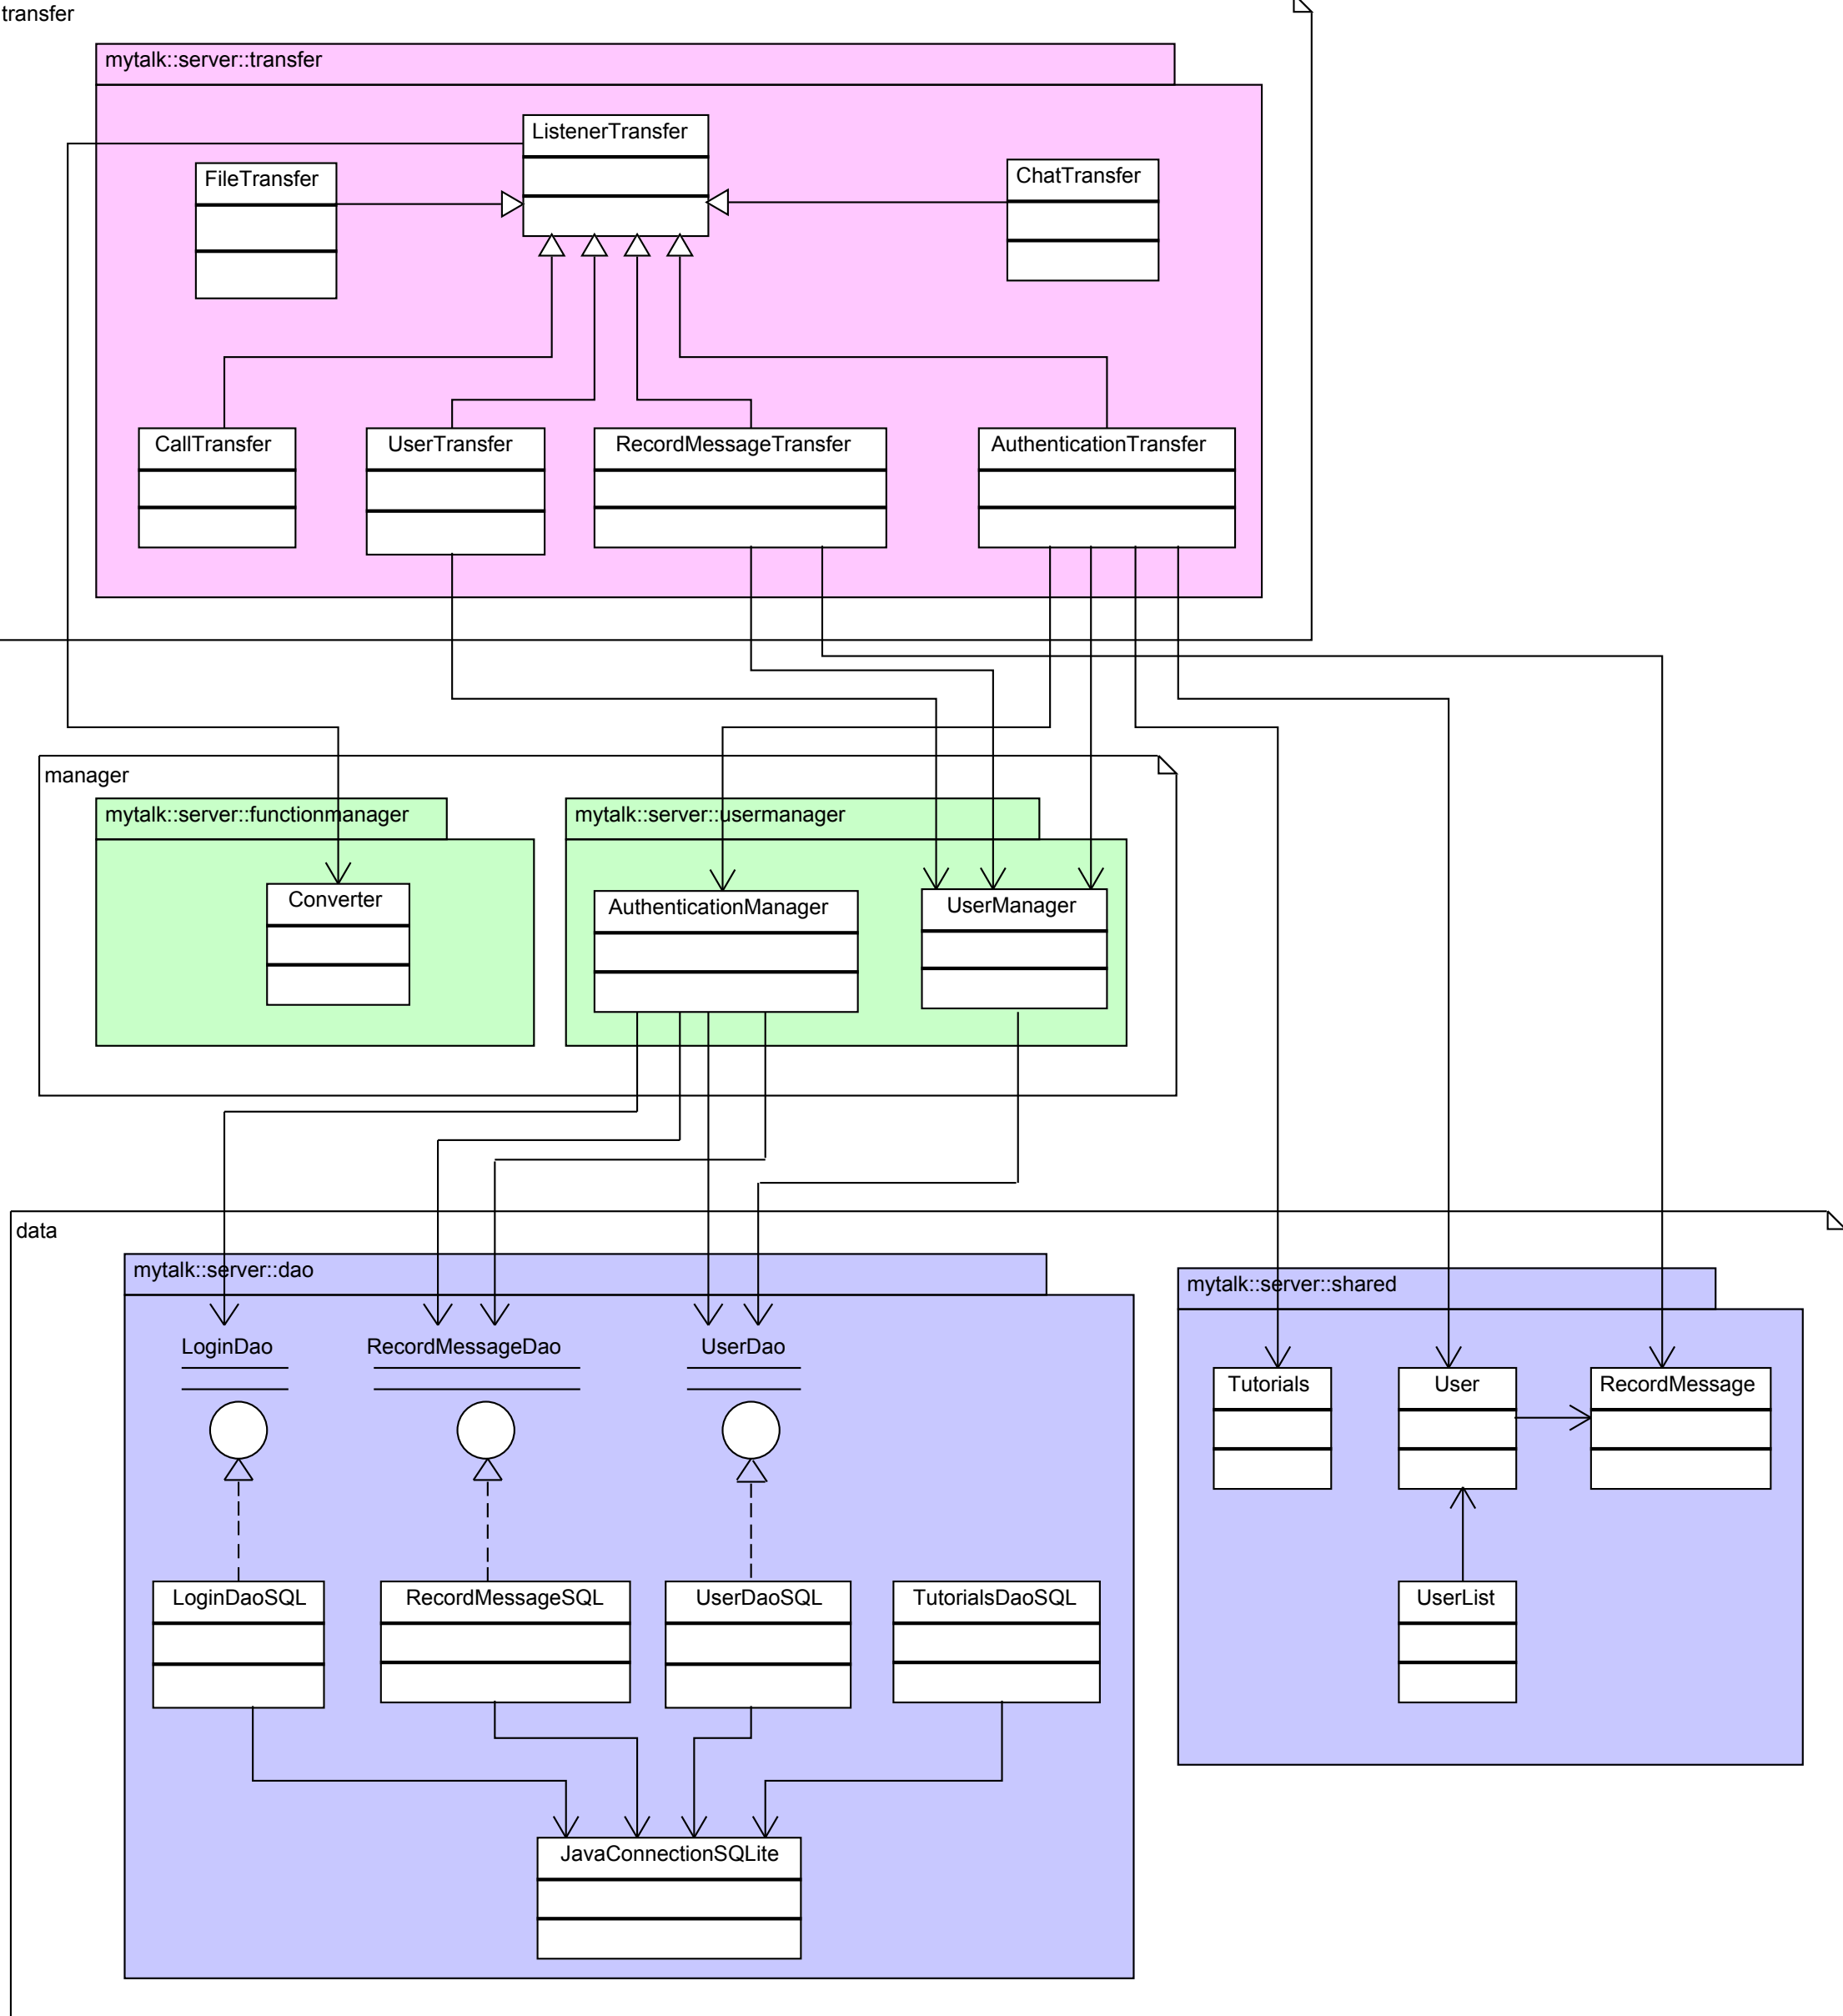 transfer
mytalk::server::transfer
ListenerTransfer
FileTransfer
ChatTransfer
CallTransfer
UserTransfer
RecordMessageTransfer
AuthenticationTransfer
manager
mytalk::server::functionmanager
mytalk::server::usermanager
Converter
AuthenticationManager
UserManager
data
mytalk::server::dao
mytalk::server::shared
LoginDao
RecordMessageDao
UserDao
Tutorials
User
RecordMessage
LoginDaoSQL
RecordMessageSQL
UserDaoSQL
TutorialsDaoSQL
UserList
JavaConnectionSQLite